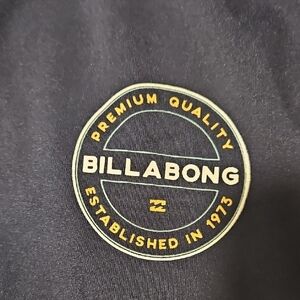 PREMIUM QUALITY
BILLABONG
ESTABLISHED IN 1973